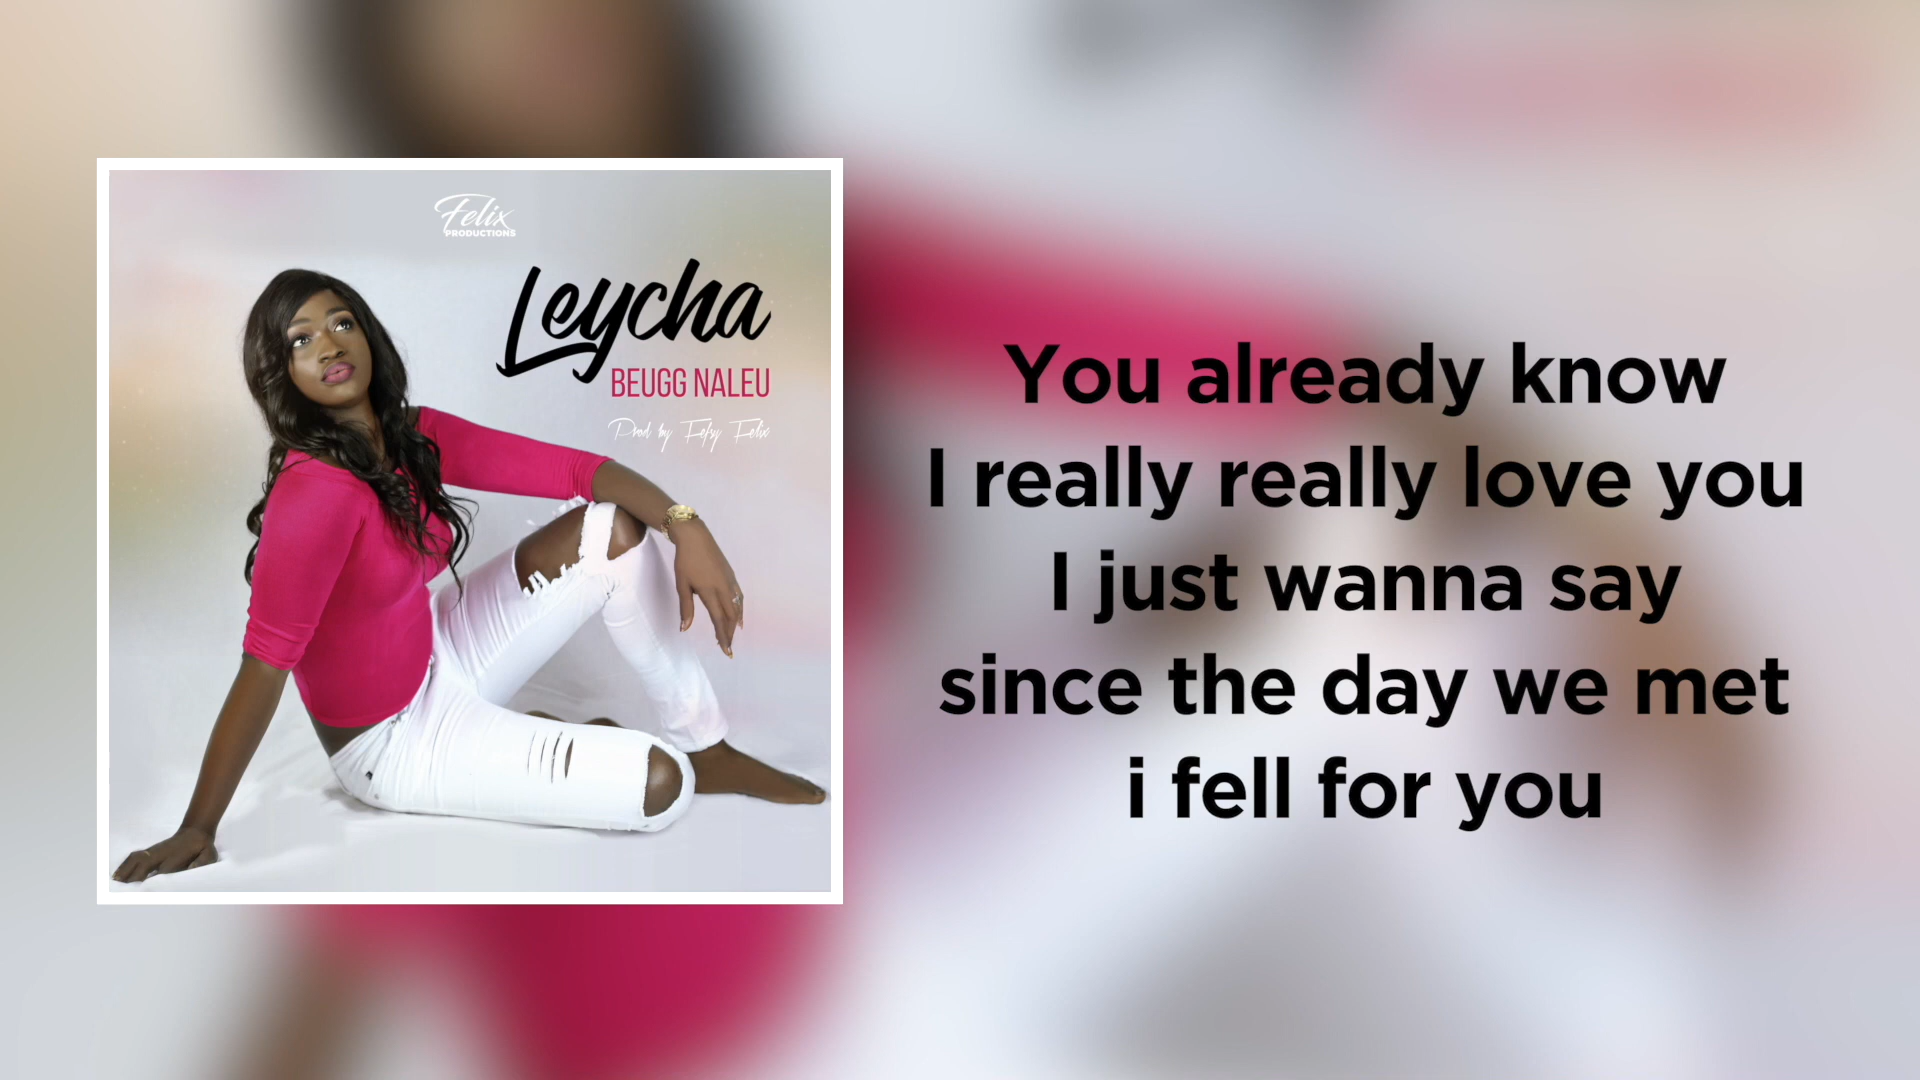 Felix
PRODUCTIONS
Leycha
BEUGG NALEU
Prod by Fefsy Felix
You already know
I really really love you
I just wanna say
since the day we met
i fell for you